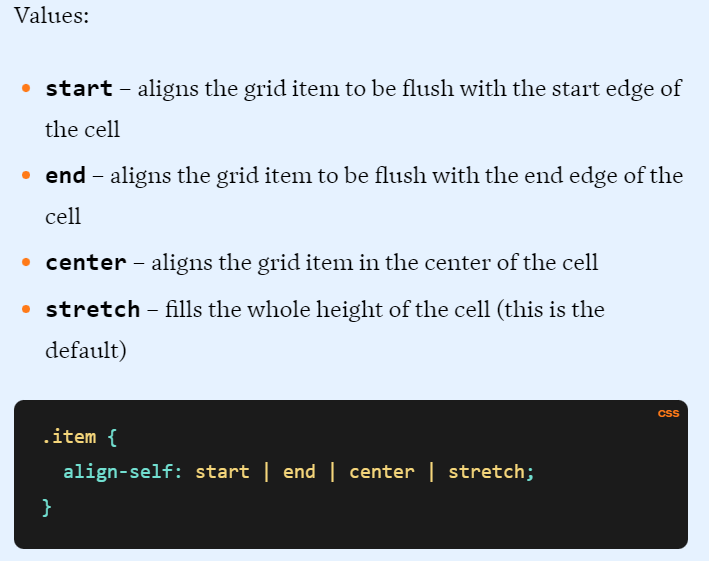 Values:
• start – aligns the grid item to be flush with the start edge of
the cell
• end – aligns the grid item to be flush with the end edge of the
cell
• center – aligns the grid item in the center of the cell
• stretch – fills the whole height of the cell (this is the
default)
CSS
.item {
  align-self: start | end | center | stretch;
}